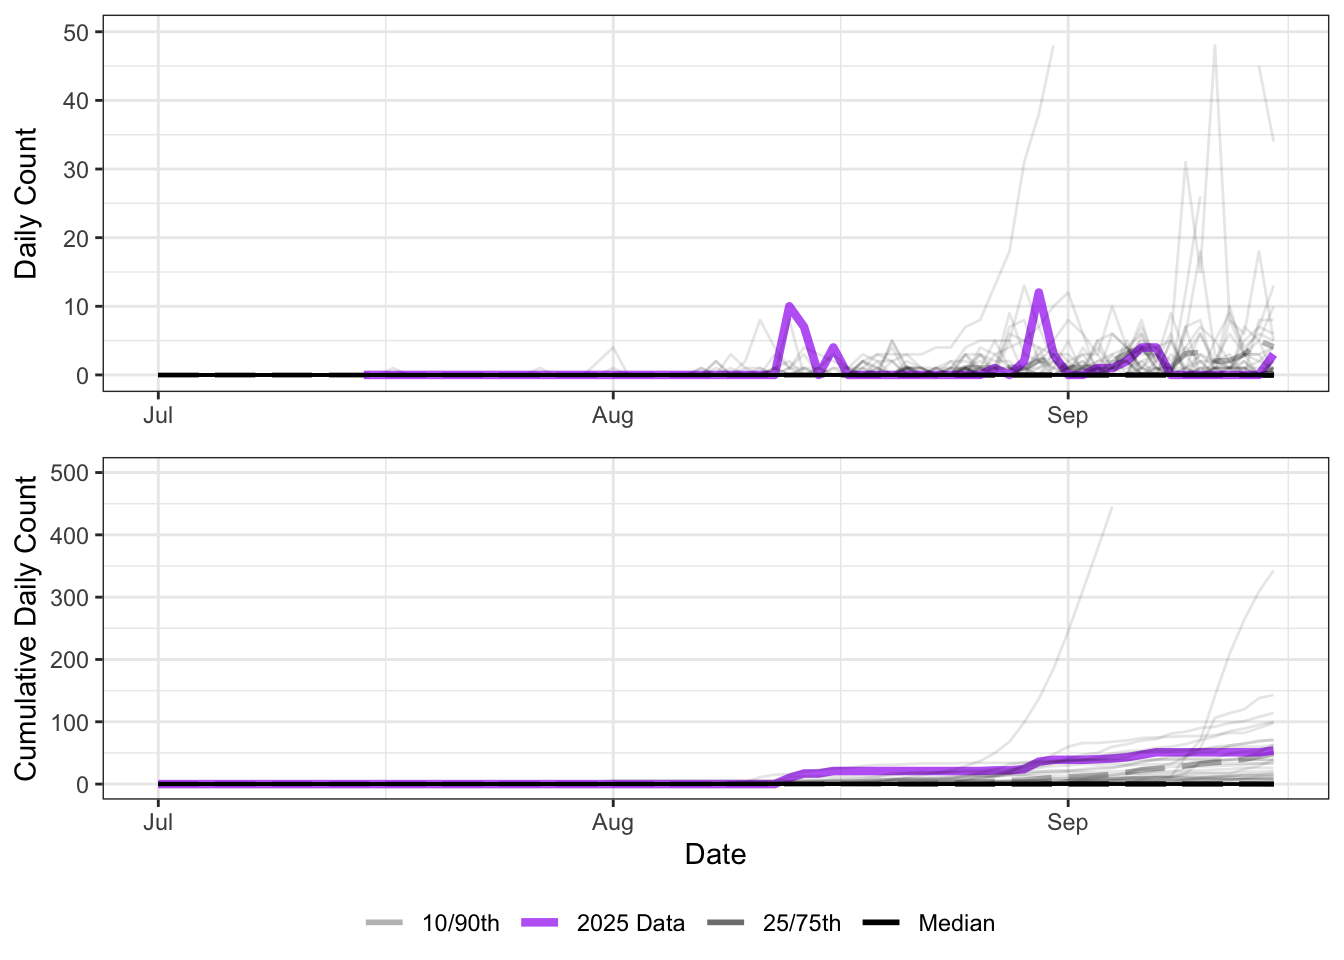 Daily Count
50
40
30
20
10
0
Jul Aug Sep
Cumulative Daily Count
500
400
300
200
100
0
Jul Aug Sep
Date
10/90th 2025 Data 25/75th Median